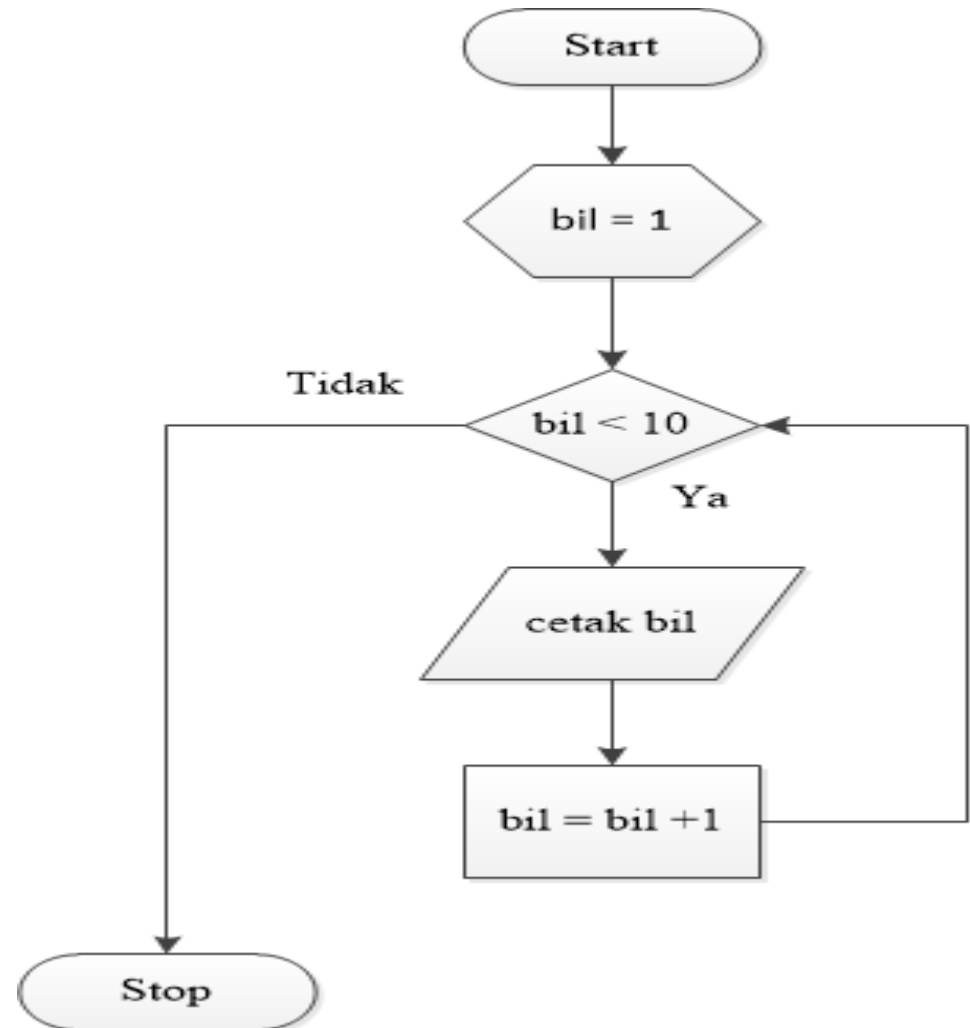 Start
bil = 1
Tidak
bil < 10
Ya
cetak bil
bil = bil +1
Stop